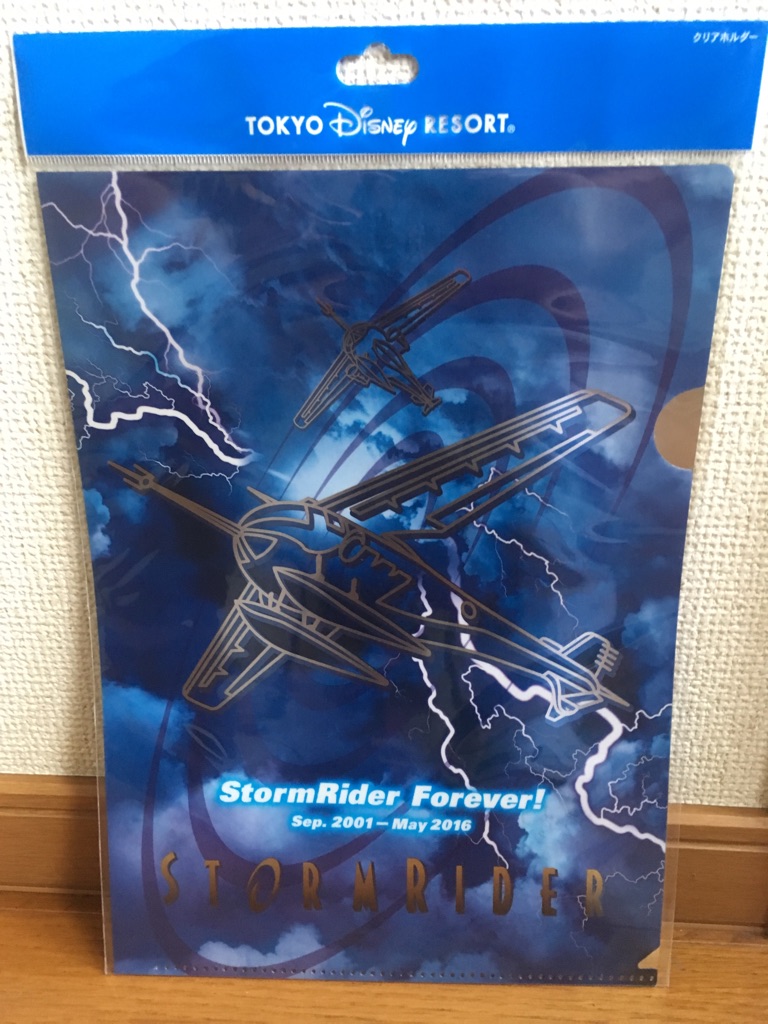 クリアホルダー
TOKYO Disney RESORT®
StormRider Forever!
Sep. 2001－May 2016
STORMRIDER